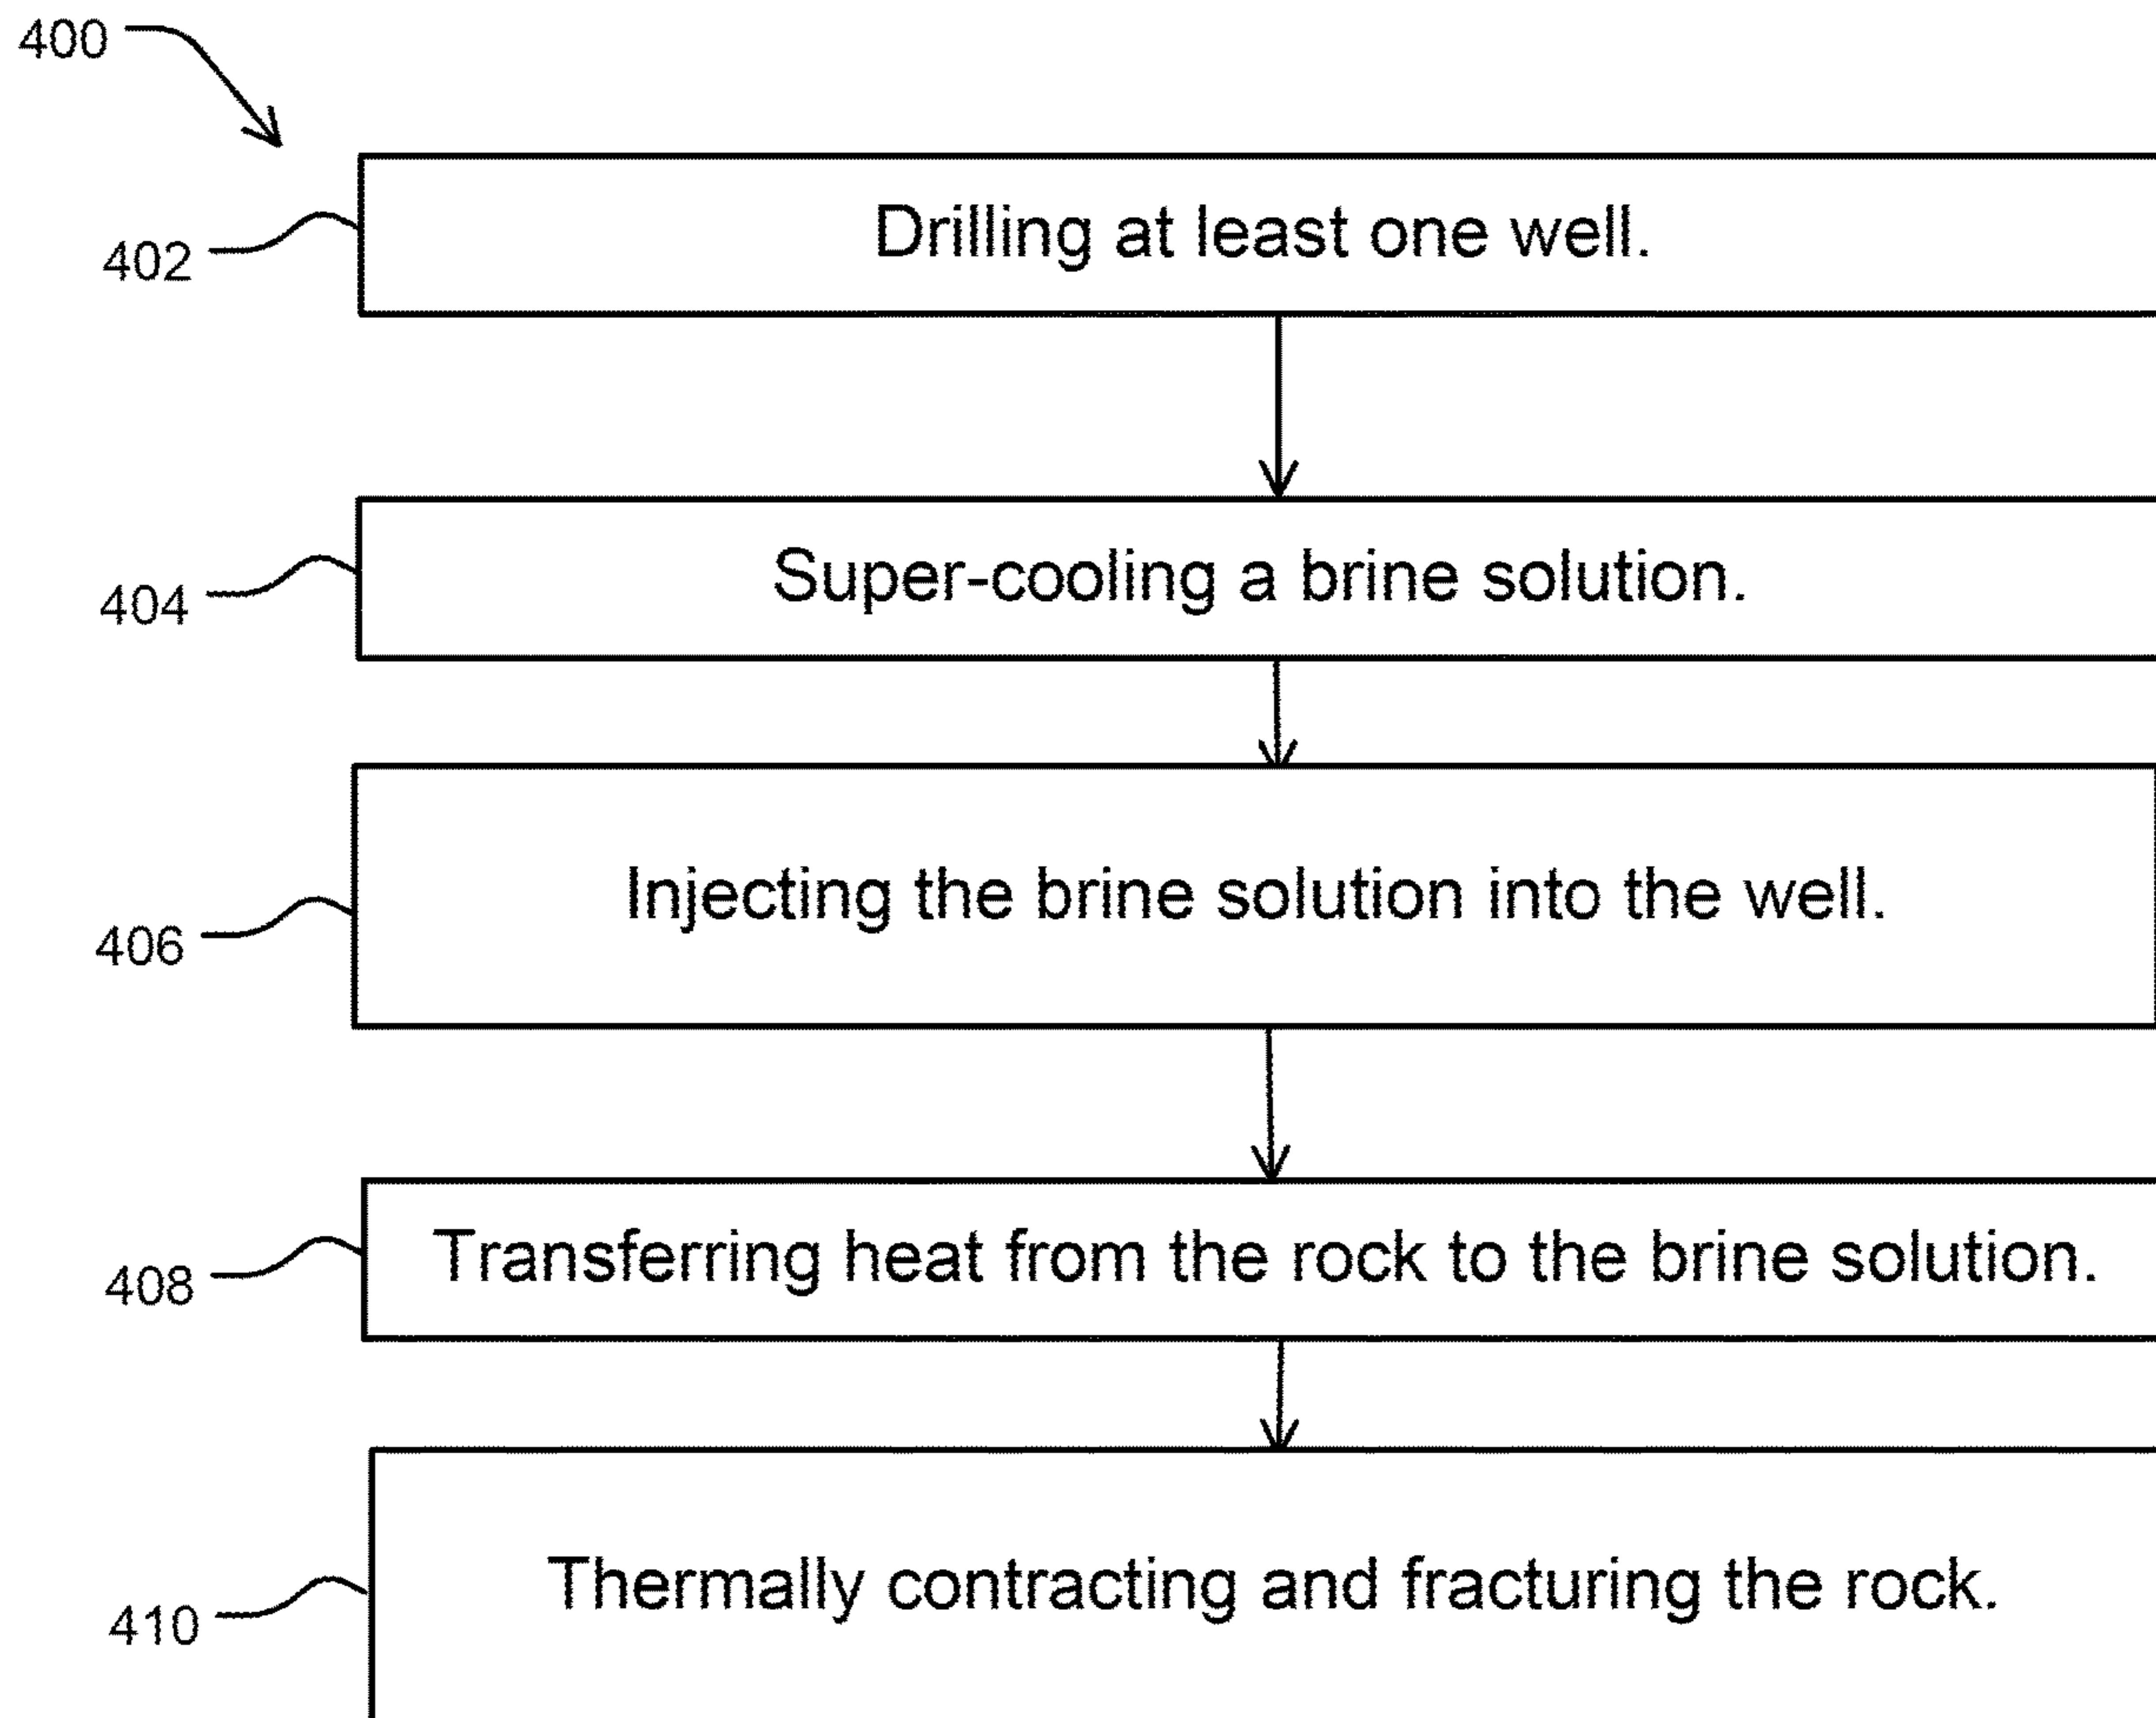 400
Drilling at least one well.
402
Super-cooling a brine solution.
404
Injecting the brine solution into the well.
406
Transferring heat from the rock to the brine solution.
408
Thermally contracting and fracturing the rock.
410